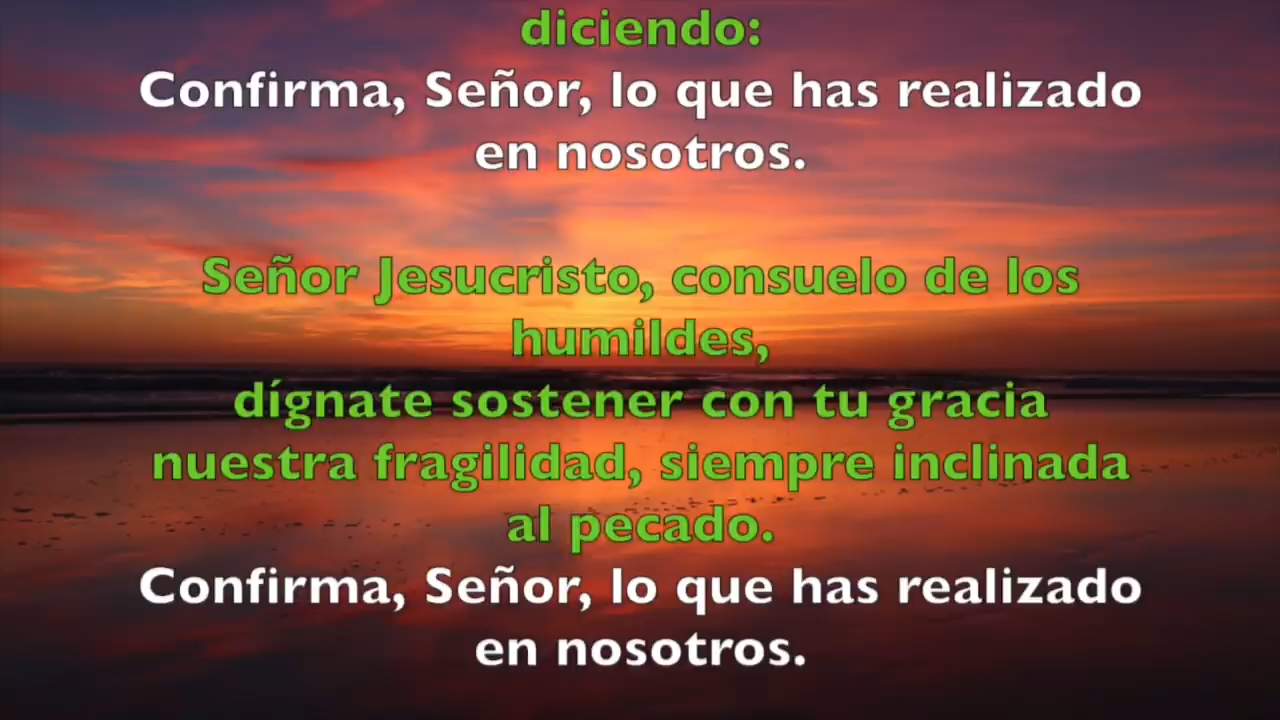 diciendo:
Confirma, Señor, lo que has realizado
en nosotros.
Señor Jesucristo, consuelo de los
humildes,
dígnate sostener con tu gracia
nuestra fragilidad, siempre inclinada
al pecado.
Confirma, Señor, lo que has realizado
en nosotros.